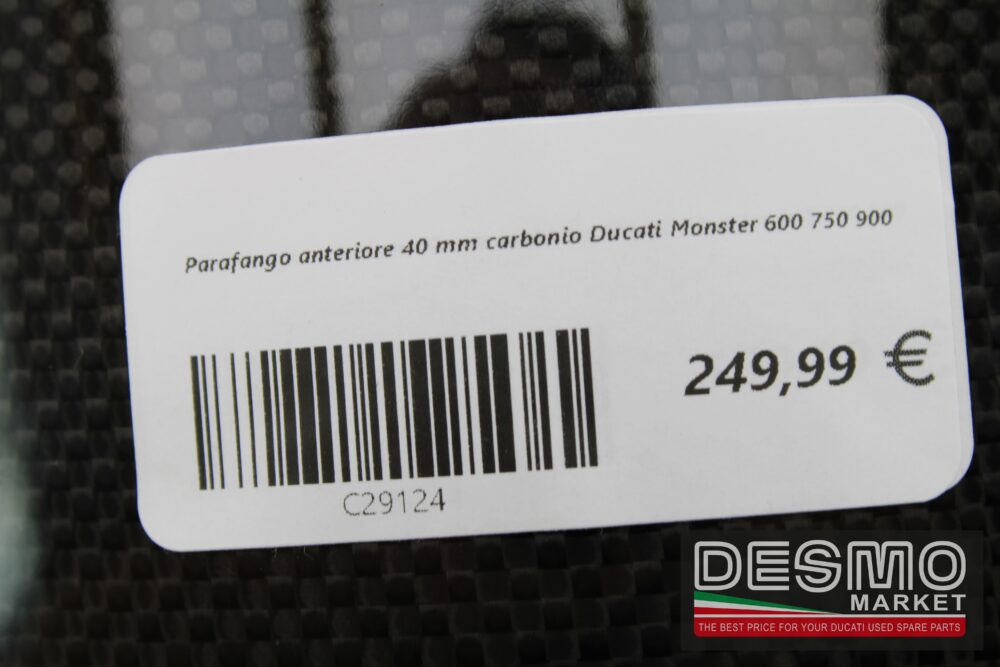 Parafango anteriore 40 mm carbonio Ducati Monster 600 750 900
249,99 €
C29124
DESMO
MARKET
THE BEST PRICE FOR YOUR DUCATI USED SPARE PARTS